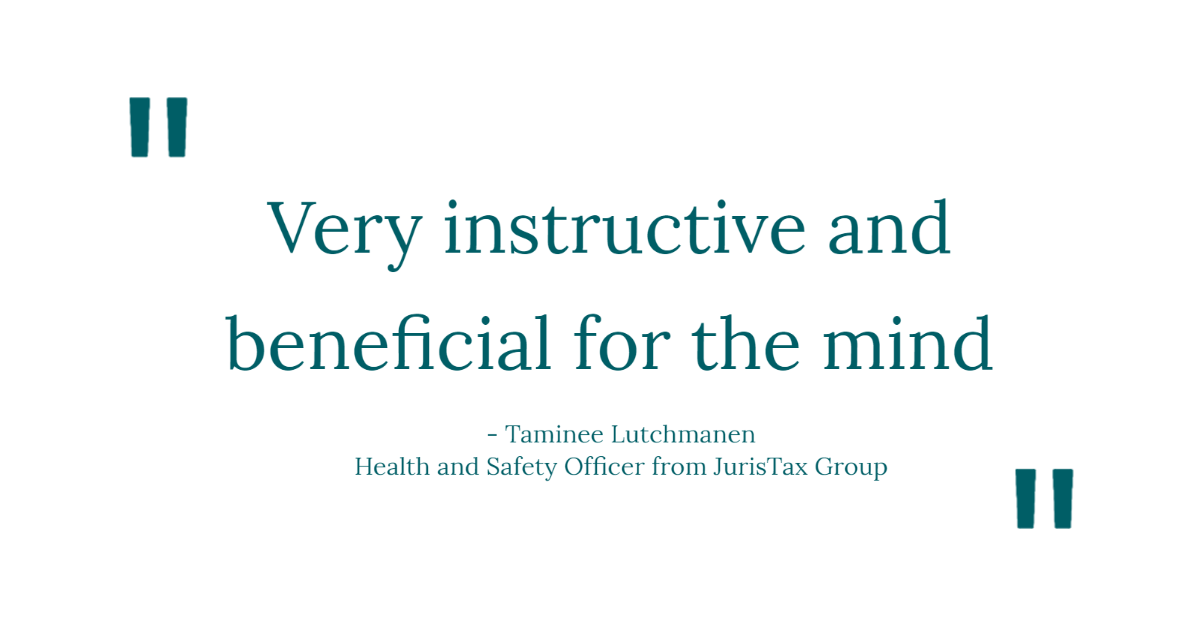 "
Very instructive and
beneficial for the mind
- Taminee Lutchmanen
Health and Safety Officer from JurisTax Group
"